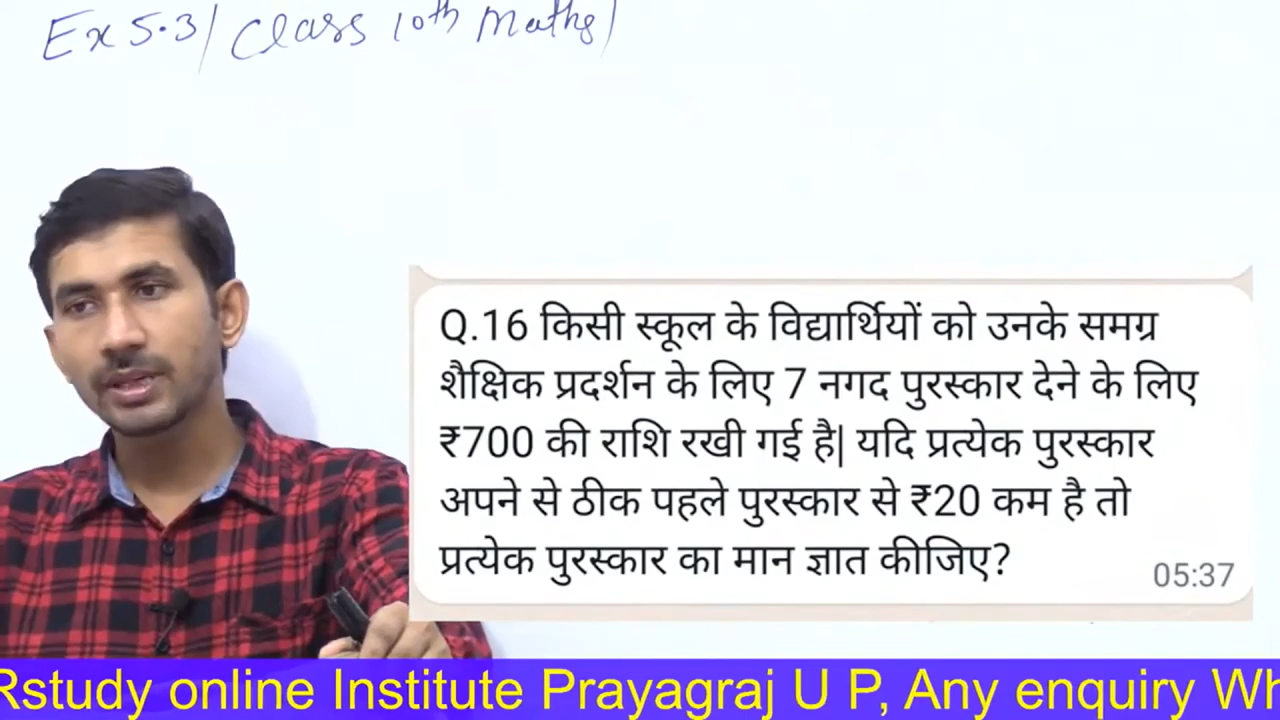 Ex 5.3/ Class 10th Maths/
Q.16 किसी स्कूल के विद्यार्थियों को उनके समग्र
शैक्षिक प्रदर्शन के लिए 7 नगद पुरस्कार देने के लिए
₹700 की राशि रखी गई है| यदि प्रत्येक पुरस्कार
अपने से ठीक पहले पुरस्कार से ₹20 कम है तो
प्रत्येक पुरस्कार का मान ज्ञात कीजिए?
05:37
Rstudy online Institute Prayagraj U P, Any enquiry Wh